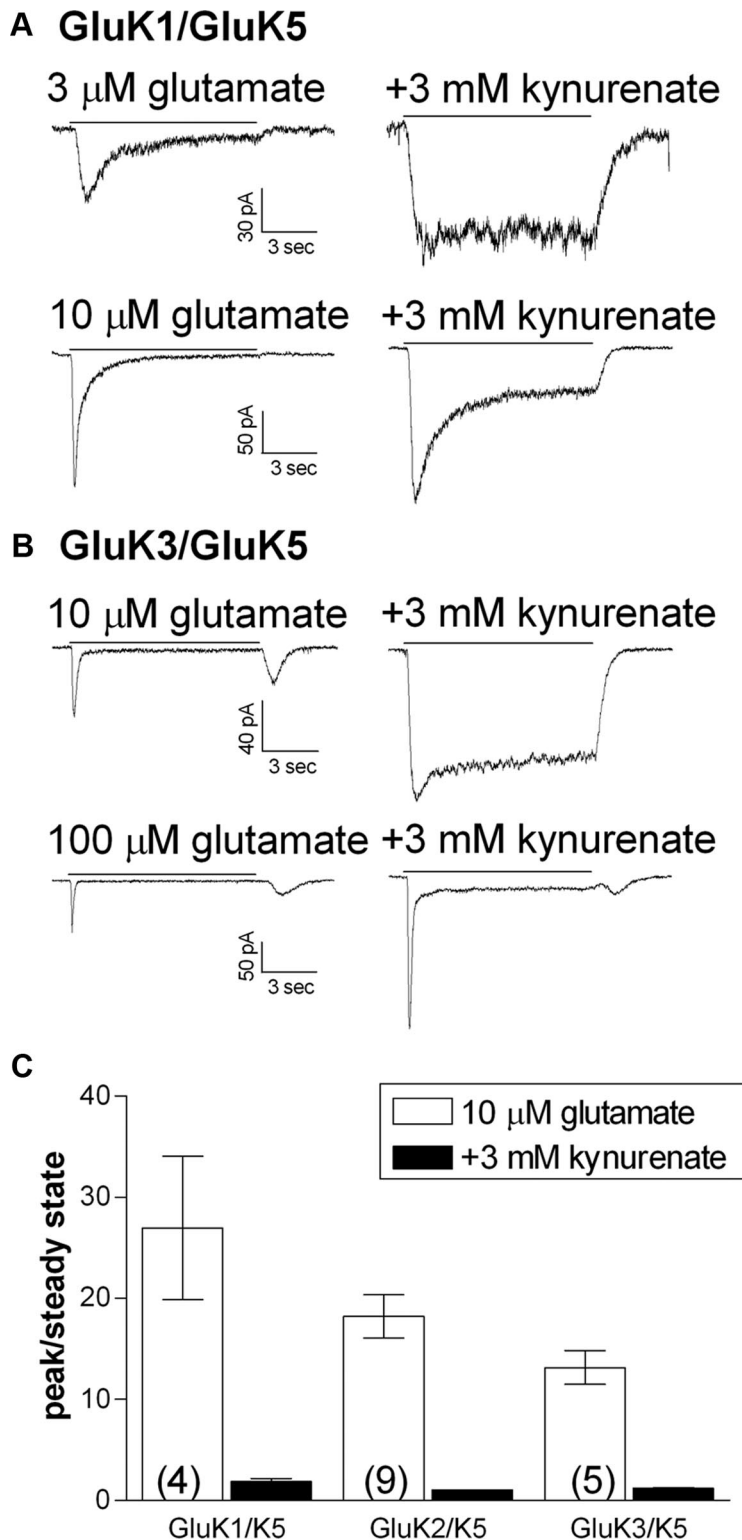 A GluK1/GluK5
3 μM glutamate +3 mM kynurenate
30 pA
3 sec
10 μM glutamate +3 mM kynurenate
50 pA
3 sec
B GluK3/GluK5
10 μM glutamate +3 mM kynurenate
40 pA
3 sec
100 μM glutamate +3 mM kynurenate
50 pA
3 sec
C
peak/steady state
40
30
20
10
0
10 μM glutamate
+3 mM kynurenate
(4) (9) (5)
GluK1/K5 GluK2/K5 GluK3/K5